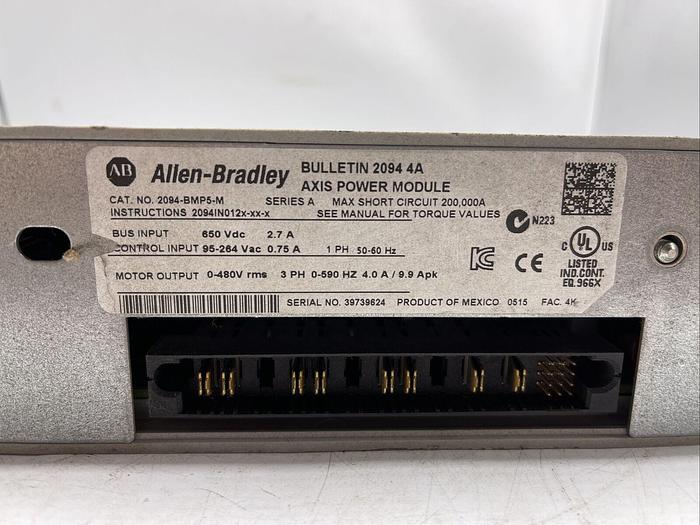 AB Allen-Bradley BULLETIN 2094 4A
AXIS POWER MODULE
CAT. NO. 2094-BMP5-M SERIES A MAX SHORT CIRCUIT 200,000A
INSTRUCTIONS 2094IN012x-xx-x SEE MANUAL FOR TORQUE VALUES
N223
BUS INPUT 650 Vdc 2.7 A
CONTROL INPUT 95-264 Vac 0.75 A 1 PH 50-60 Hz
MOTOR OUTPUT 0-480V rms 3 PH 0-590 HZ 4.0 A / 9.9 Apk
KC CE
C UL US
LISTED
IND.CONT.
EQ.966X
SERIAL NO. 39739624 PRODUCT OF MEXICO 0515 FAC. 4K